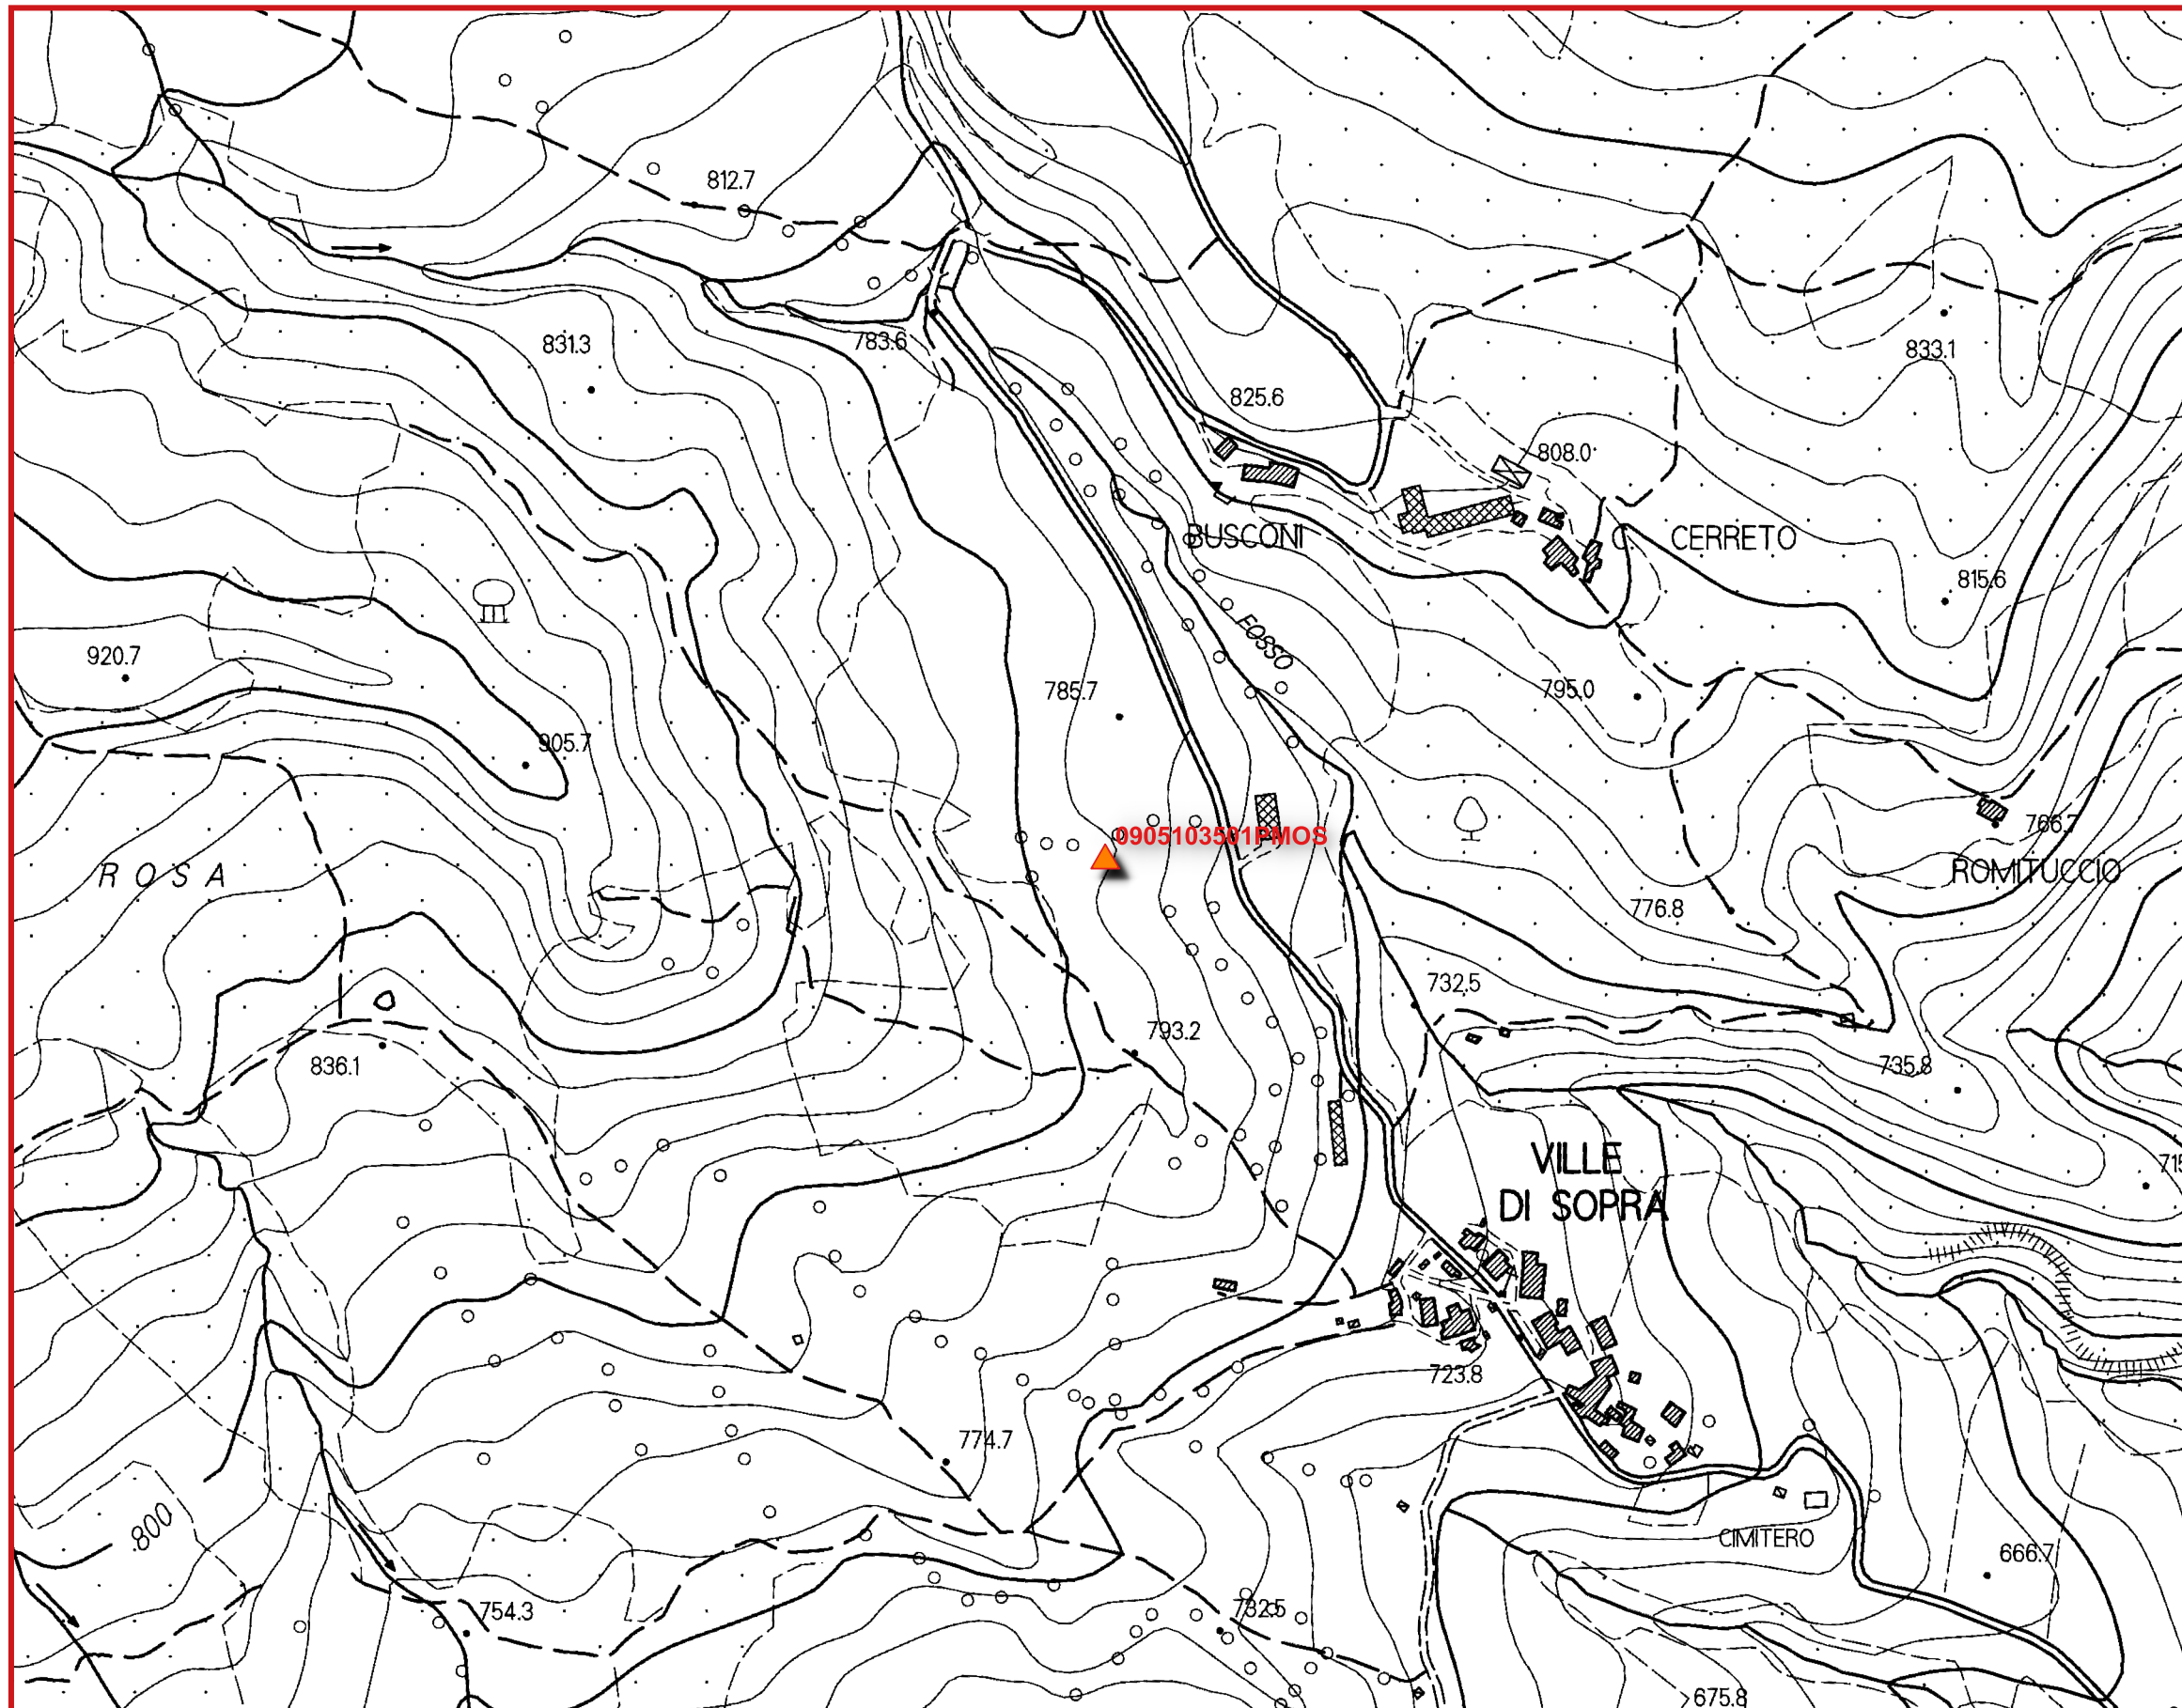 812.7
831.3
783.6
833.1
825.6
808.0
BUSCONI
C. CERRETO
815.6
FOSSO
920.7
785.7
795.0
905.7
0905103501PMOS
766.7
ROSA
ROMITUCCIO
776.8
732.5
793.2
836.1
735.8
VILLE
DI SOPRA
715
723.8
774.7
800
CIMITERO
666.7
754.3
732.5
675.8